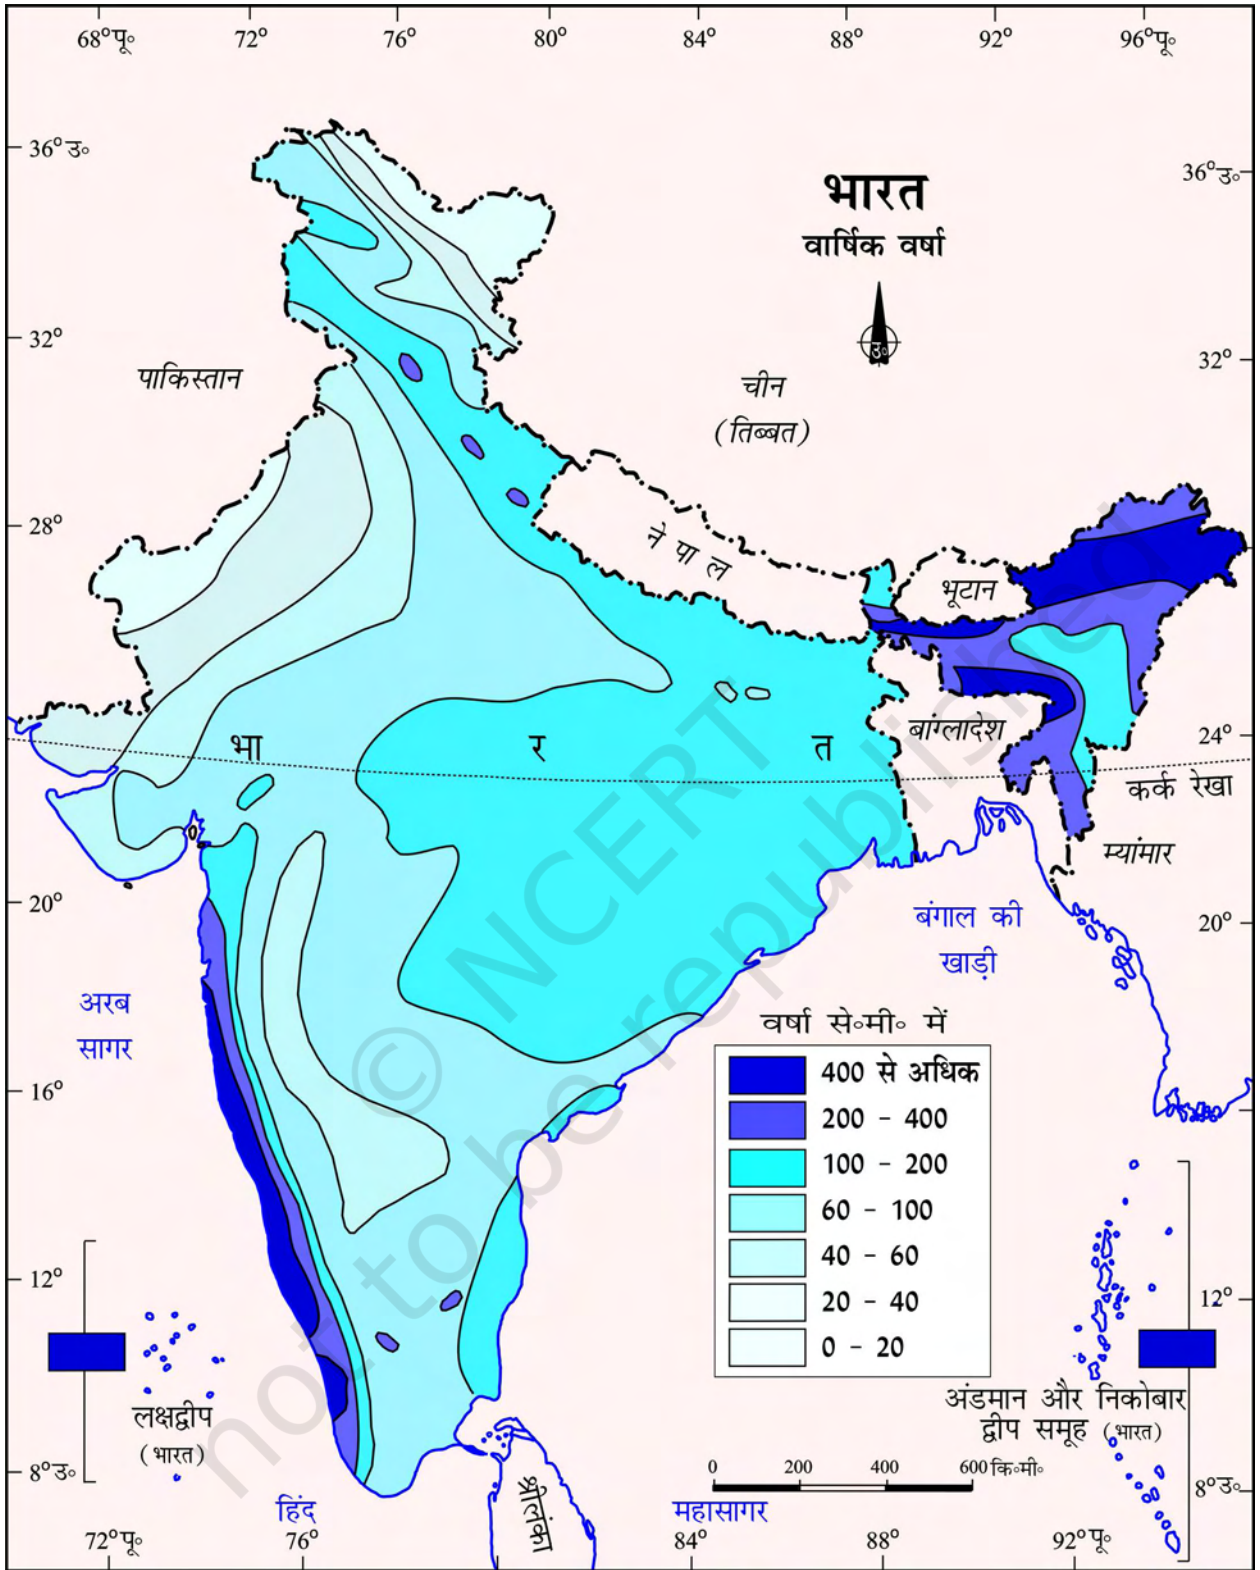 68°पू॰ 72° 76° 80° 84° 88° 92° 96°पू॰
36°उ॰
36°उ॰
भारत
वार्षिक वर्षा
उ॰
32°
32°
पाकिस्तान
चीन
(तिब्बत)
28°
28°
ने पा ल
भूटान
बांग्लादेश
भा र त
24°
कर्क रेखा
म्यांमार
20°
20°
बंगाल की
खाड़ी
अरब
सागर
वर्षा से॰मी॰ में
400 से अधिक
200 - 400
100 - 200
60 - 100
40 - 60
20 - 40
0 - 20
16°
12°
12°
लक्षद्वीप
(भारत)
अंडमान और निकोबार
द्वीप समूह (भारत)
0 200 400 600 कि॰मी॰
8°उ॰
8°उ॰
श्रीलंका
हिंद महासागर
72°पू॰ 76° 84° 88° 92°पू॰
© NCERT
not to be republished